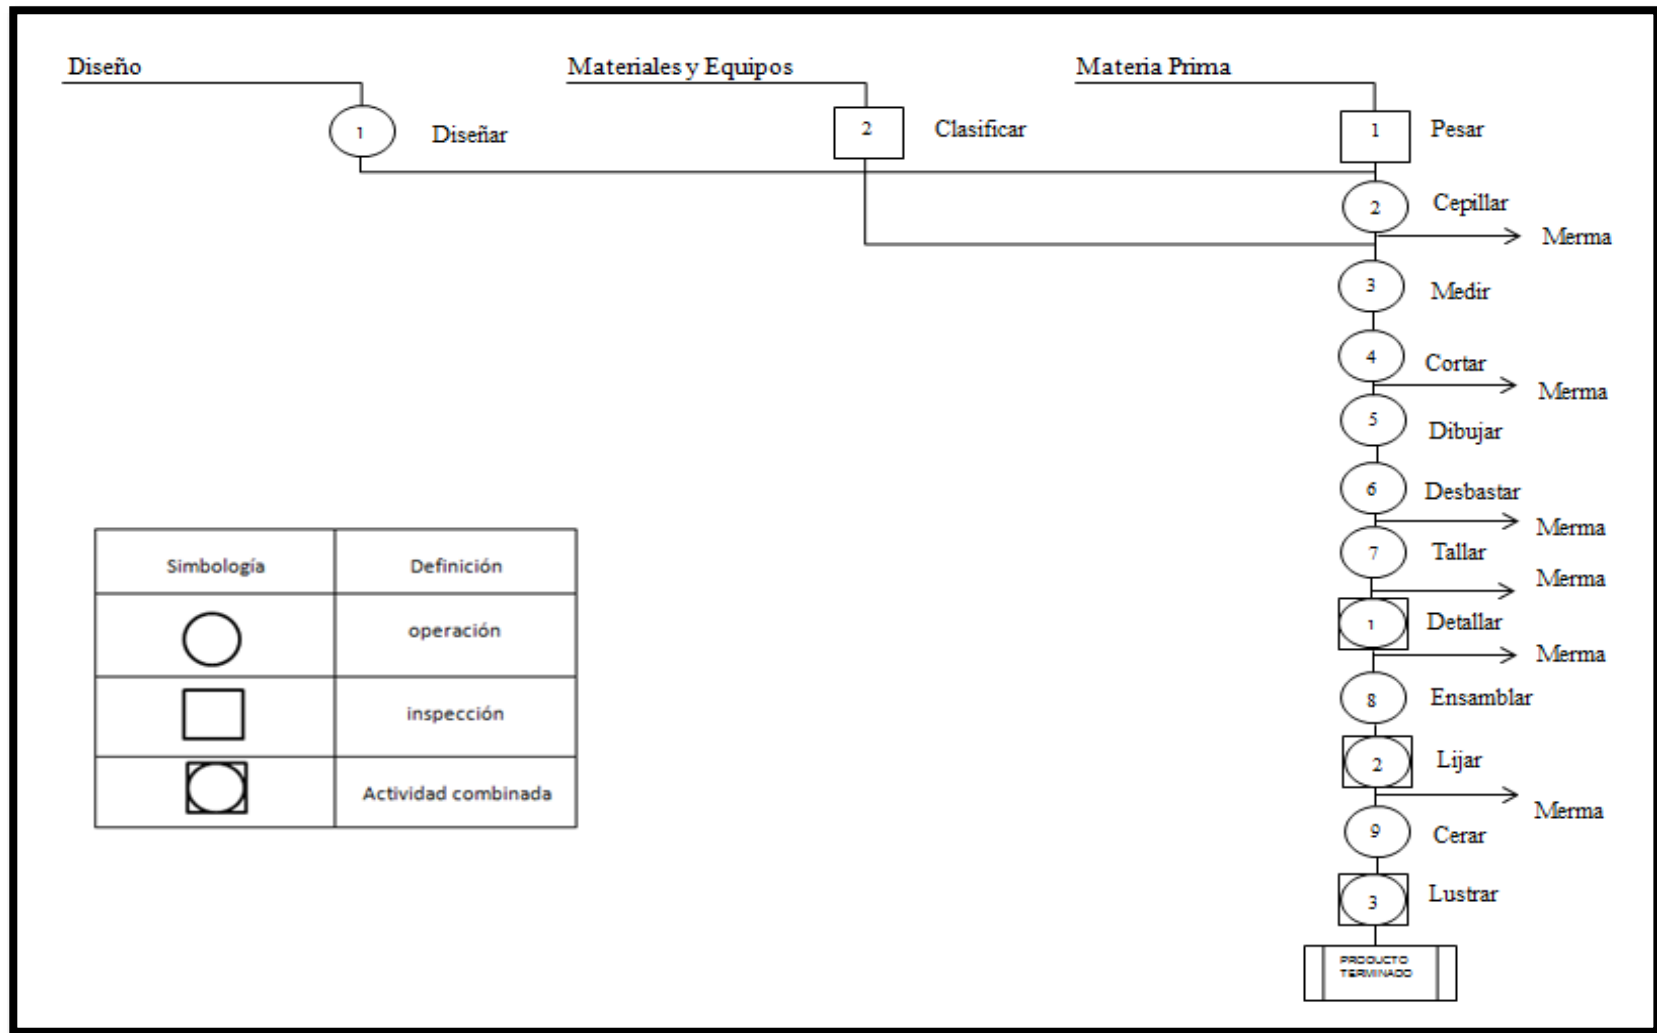 Diseño
Materiales y Equipos
Materia Prima
1
Diseñar
2
Clasificar
1
Pesar
2
Cepillar
Merma
3
Medir
4
Cortar
Merma
5
Dibujar
6
Desbastar
Merma
7
Tallar
Merma
1
Detallar
Merma
8
Ensamblar
2
Lijar
Merma
9
Cerar
3
Lustrar
PRODUCTO
TERMINADO
Simbología
Definición
operación
inspección
Actividad combinada